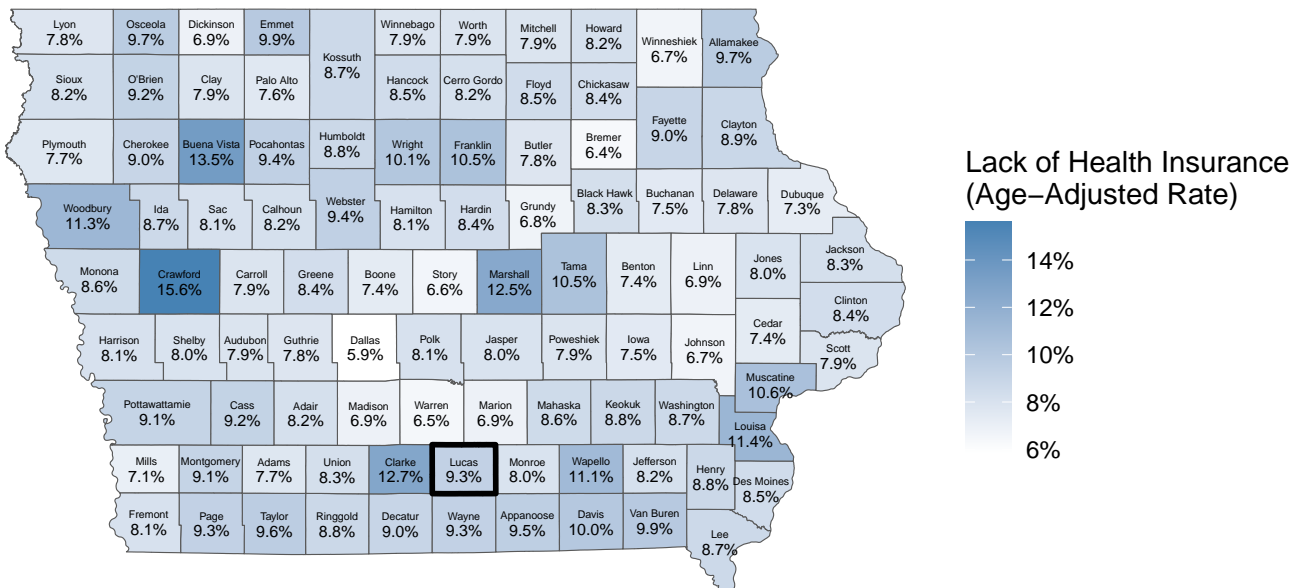 Lyon
7.8%
Osceola
9.7%
Dickinson
6.9%
Emmet
9.9%
Kossuth
8.7%
Winnebago
7.9%
Worth
7.9%
Mitchell
7.9%
Howard
8.2%
Winneshiek
6.7%
Allamakee
9.7%
Sioux
8.2%
O'Brien
9.2%
Clay
7.9%
Palo Alto
7.6%
Hancock
8.5%
Cerro Gordo
8.2%
Floyd
8.5%
Chickasaw
8.4%
Fayette
9.0%
Clayton
8.9%
Plymouth
7.7%
Cherokee
9.0%
Buena Vista
13.5%
Pocahontas
9.4%
Humboldt
8.8%
Wright
10.1%
Franklin
10.5%
Butler
7.8%
Bremer
6.4%
Woodbury
11.3%
Ida
8.7%
Sac
8.1%
Calhoun
8.2%
Webster
9.4%
Hamilton
8.1%
Hardin
8.4%
Grundy
6.8%
Black Hawk
8.3%
Buchanan
7.5%
Delaware
7.8%
Dubuque
7.3%
Monona
8.6%
Crawford
15.6%
Carroll
7.9%
Greene
8.4%
Boone
7.4%
Story
6.6%
Marshall
12.5%
Tama
10.5%
Benton
7.4%
Linn
6.9%
Jones
8.0%
Jackson
8.3%
Clinton
8.4%
Harrison
8.1%
Shelby
8.0%
Audubon
7.9%
Guthrie
7.8%
Dallas
5.9%
Polk
8.1%
Jasper
8.0%
Poweshiek
7.9%
Iowa
7.5%
Johnson
6.7%
Cedar
7.4%
Scott
7.9%
Muscatine
10.6%
Pottawattamie
9.1%
Cass
9.2%
Adair
8.2%
Madison
6.9%
Warren
6.5%
Marion
6.9%
Mahaska
8.6%
Keokuk
8.8%
Washington
8.7%
Louisa
11.4%
Mills
7.1%
Montgomery
9.1%
Adams
7.7%
Union
8.3%
Clarke
12.7%
Lucas
9.3%
Monroe
8.0%
Wapello
11.1%
Jefferson
8.2%
Henry
8.8%
Des Moines
8.5%
Fremont
8.1%
Page
9.3%
Taylor
9.6%
Ringgold
8.8%
Decatur
9.0%
Wayne
9.3%
Appanoose
9.5%
Davis
10.0%
Van Buren
9.9%
Lee
8.7%
Lack of Health Insurance
(Age−Adjusted Rate)
14%
12%
10%
8%
6%